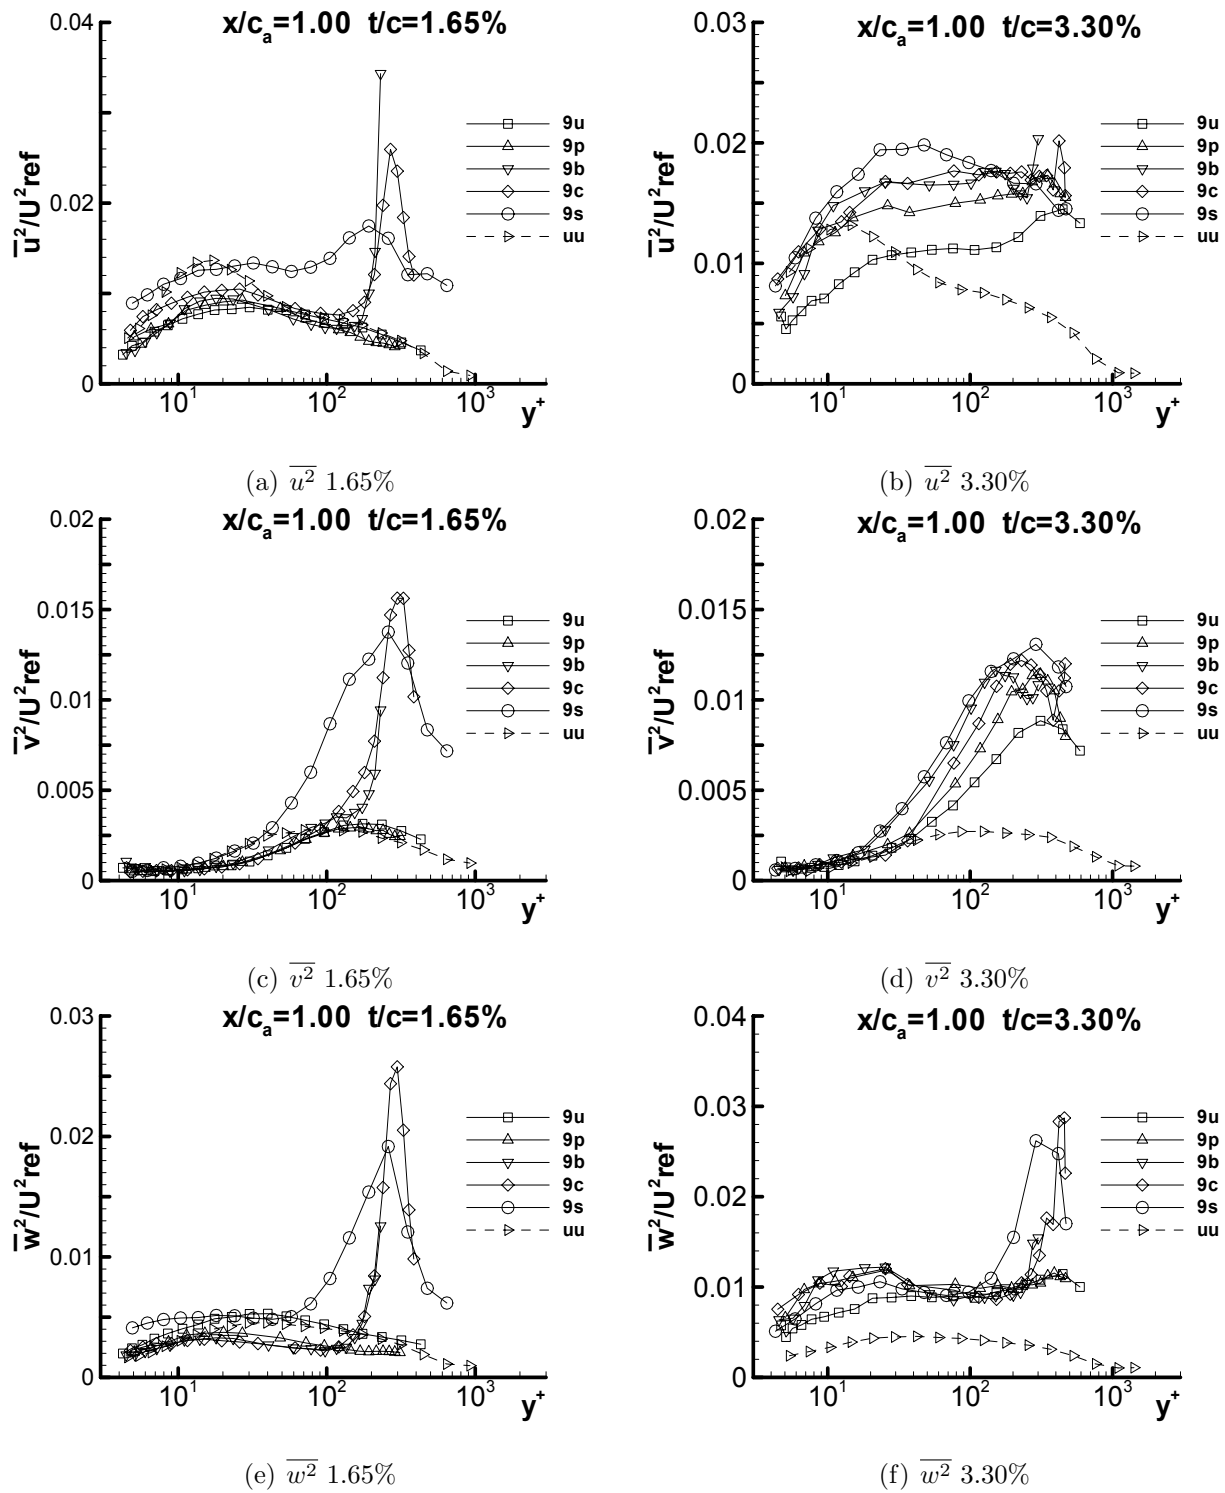 x/cₐ=1.00 t/c=1.65%
0.04
0.02
0
u̅²/U²ref
9u
9p
9b
9c
9s
uu
10¹ 10² 10³ y⁺
(a) u̅² 1.65%
x/cₐ=1.00 t/c=3.30%
0.03
0.02
0.01
0
u̅²/U²ref
9u
9p
9b
9c
9s
uu
10¹ 10² 10³ y⁺
(b) u̅² 3.30%
x/cₐ=1.00 t/c=1.65%
0.02
0.015
0.01
0.005
0
v̅²/U²ref
9u
9p
9b
9c
9s
uu
10¹ 10² 10³ y⁺
(c) v̅² 1.65%
x/cₐ=1.00 t/c=3.30%
0.02
0.015
0.01
0.005
0
v̅²/U²ref
9u
9p
9b
9c
9s
uu
10¹ 10² 10³ y⁺
(d) v̅² 3.30%
x/cₐ=1.00 t/c=1.65%
0.03
0.02
0.01
0
w̅²/U²ref
9u
9p
9b
9c
9s
uu
10¹ 10² 10³ y⁺
(e) w̅² 1.65%
x/cₐ=1.00 t/c=3.30%
0.04
0.03
0.02
0.01
0
w̅²/U²ref
9u
9p
9b
9c
9s
uu
10¹ 10² 10³ y⁺
(f) w̅² 3.30%